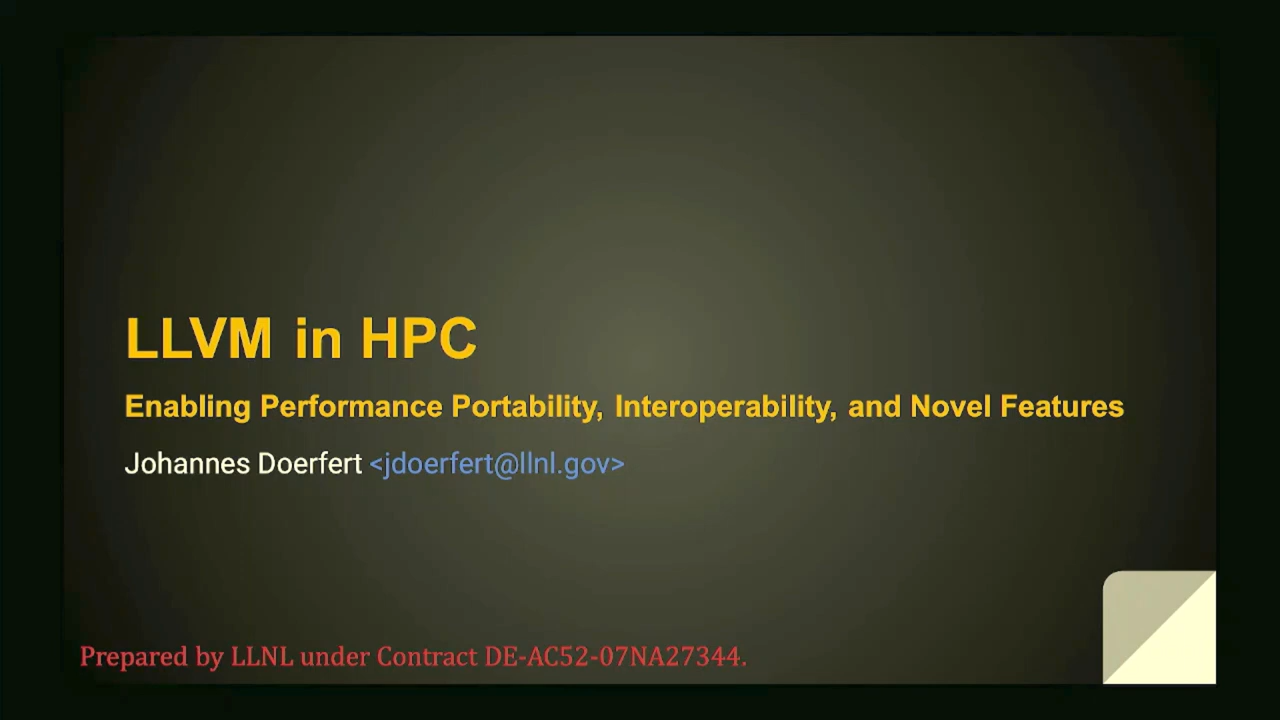 LLVM in HPC
Enabling Performance Portability, Interoperability, and Novel Features
Johannes Doerfert <jdoerfert@llnl.gov>
Prepared by LLNL under Contract DE-AC52-07NA27344.